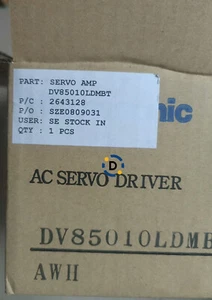 PART: SERVO AMP
DV85010LDMBT
P/C : 2643128
P/O : SZE0809031
USER: SE STOCK IN
QTY : 1 PCS
nic
AC SERVO DRIVER
DV85010LDMB
AWH